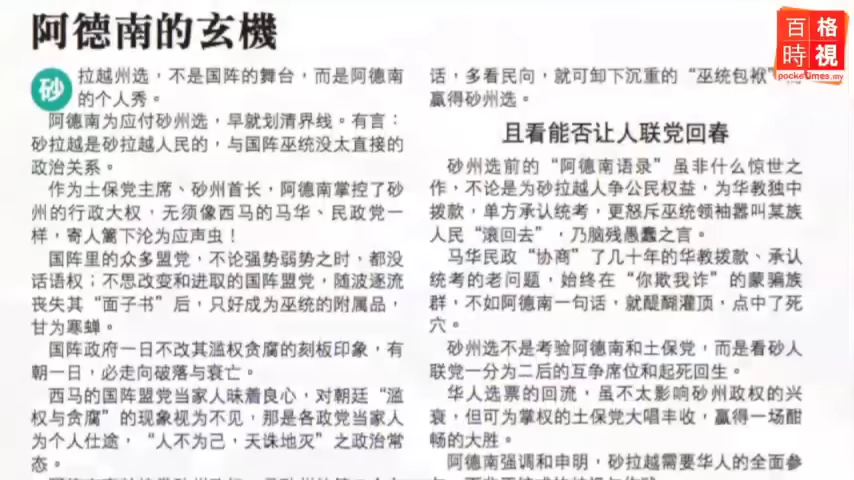 阿德南的玄機
百格
時視
pocketimes.my
砂拉越州选，不是国阵的舞台，而是阿德南
的个人秀。
阿德南为应付砂州选，早就划清界线。有言：
砂拉越是砂拉越人民的，与国阵巫统没太直接的
政治关系。
作为土保党主席、砂州首长，阿德南掌控了砂
州的行政大权，无须像西马的马华、民政党一
样，寄人篱下沦为应声虫！
国阵里的众多盟党，不论强势弱势之时，都没
话语权；不思改变和进取的国阵盟党，随波逐流
丧失其“面子书”后，只好成为巫统的附属品，
甘为寒蝉。
国阵政府一日不改其滥权贪腐的刻板印象，有
朝一日，必走向破落与衰亡。
西马的国阵盟党当家人昧着良心，对朝廷“滥
权与贪腐”的现象视为不见，那是各政党当家人
为个人仕途，“人不为己，天诛地灭”之政治常
态。
话，多看民向，就可卸下沉重的“巫统包袱”
赢得砂州选。
且看能否让人联党回春
砂州选前的“阿德南语录”虽非什么惊世之
作，不论是为砂拉越人争公民权益，为华教独中
拨款，单方承认统考，更怒斥巫统领袖嚣叫某族
人民“滚回去”，乃脑残愚蠢之言。
马华民政“协商”了几十年的华教拨款、承认
统考的老问题，始终在“你欺我诈”的蒙骗族
群，不如阿德南一句话，就醍醐灌顶，点中了死
穴。
砂州选不是考验阿德南和土保党，而是看砂人
联党一分为二后的互争席位和起死回生。
华人选票的回流，虽不太影响砂州政权的兴
衰，但可为掌权的土保党大唱丰收，赢得一场酣
畅的大胜。
阿德南强调和申明，砂拉越需要华人的全面参